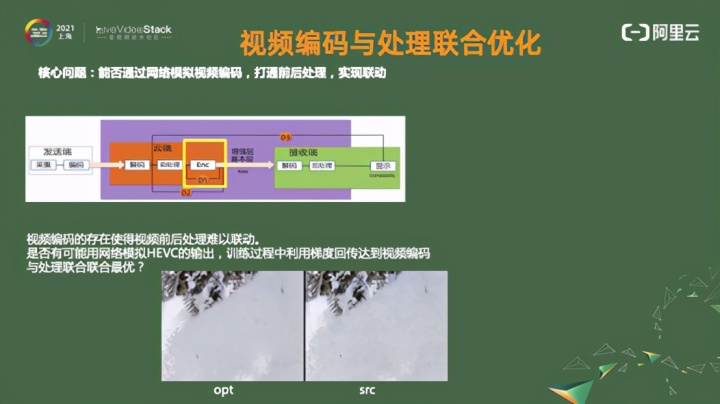 2021
上海
LiveVideoStack
音视频技术社区
阿里云
视频编码与处理联合优化
核心问题:能否通过网络模拟视频编码,打通前后处理,实现联动
发送端
采集
编码
云端
解码
前处理
Enc
D1
D2
D3
增强层
基本层
接收端
解码
后处理
显示
视频编码的存在使得视频前后处理难以联动。
是否有可能用网络模拟HEVC的输出,训练过程中利用梯度回传达到视频编码
与处理联合联合最优?
opt
src